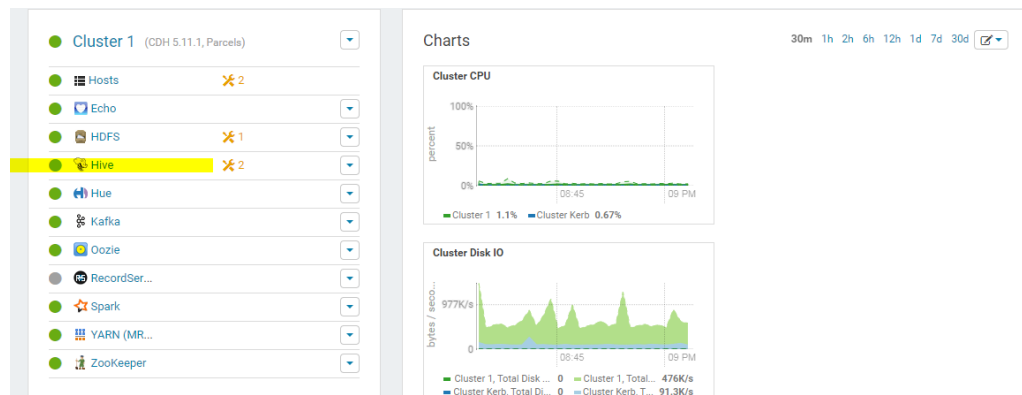 Cluster 1 (CDH 5.11.1, Parcels)
Hosts 2
Echo
HDFS 1
Hive 2
Hue
Kafka
Oozie
RecordSer...
Spark
YARN (MR...
ZooKeeper
Charts
30m 1h 2h 6h 12h 1d 7d 30d
Cluster CPU
percent
100%
50%
0%
08:45 09 PM
Cluster 1 1.1% Cluster Kerb 0.67%
Cluster Disk IO
bytes / seco...
977K/s
0
08:45 09 PM
Cluster 1, Total Disk ... 0 Cluster 1, Total... 476K/s
Cluster Kerb, Total Di... 0 Cluster Kerb, T... 91.3K/s